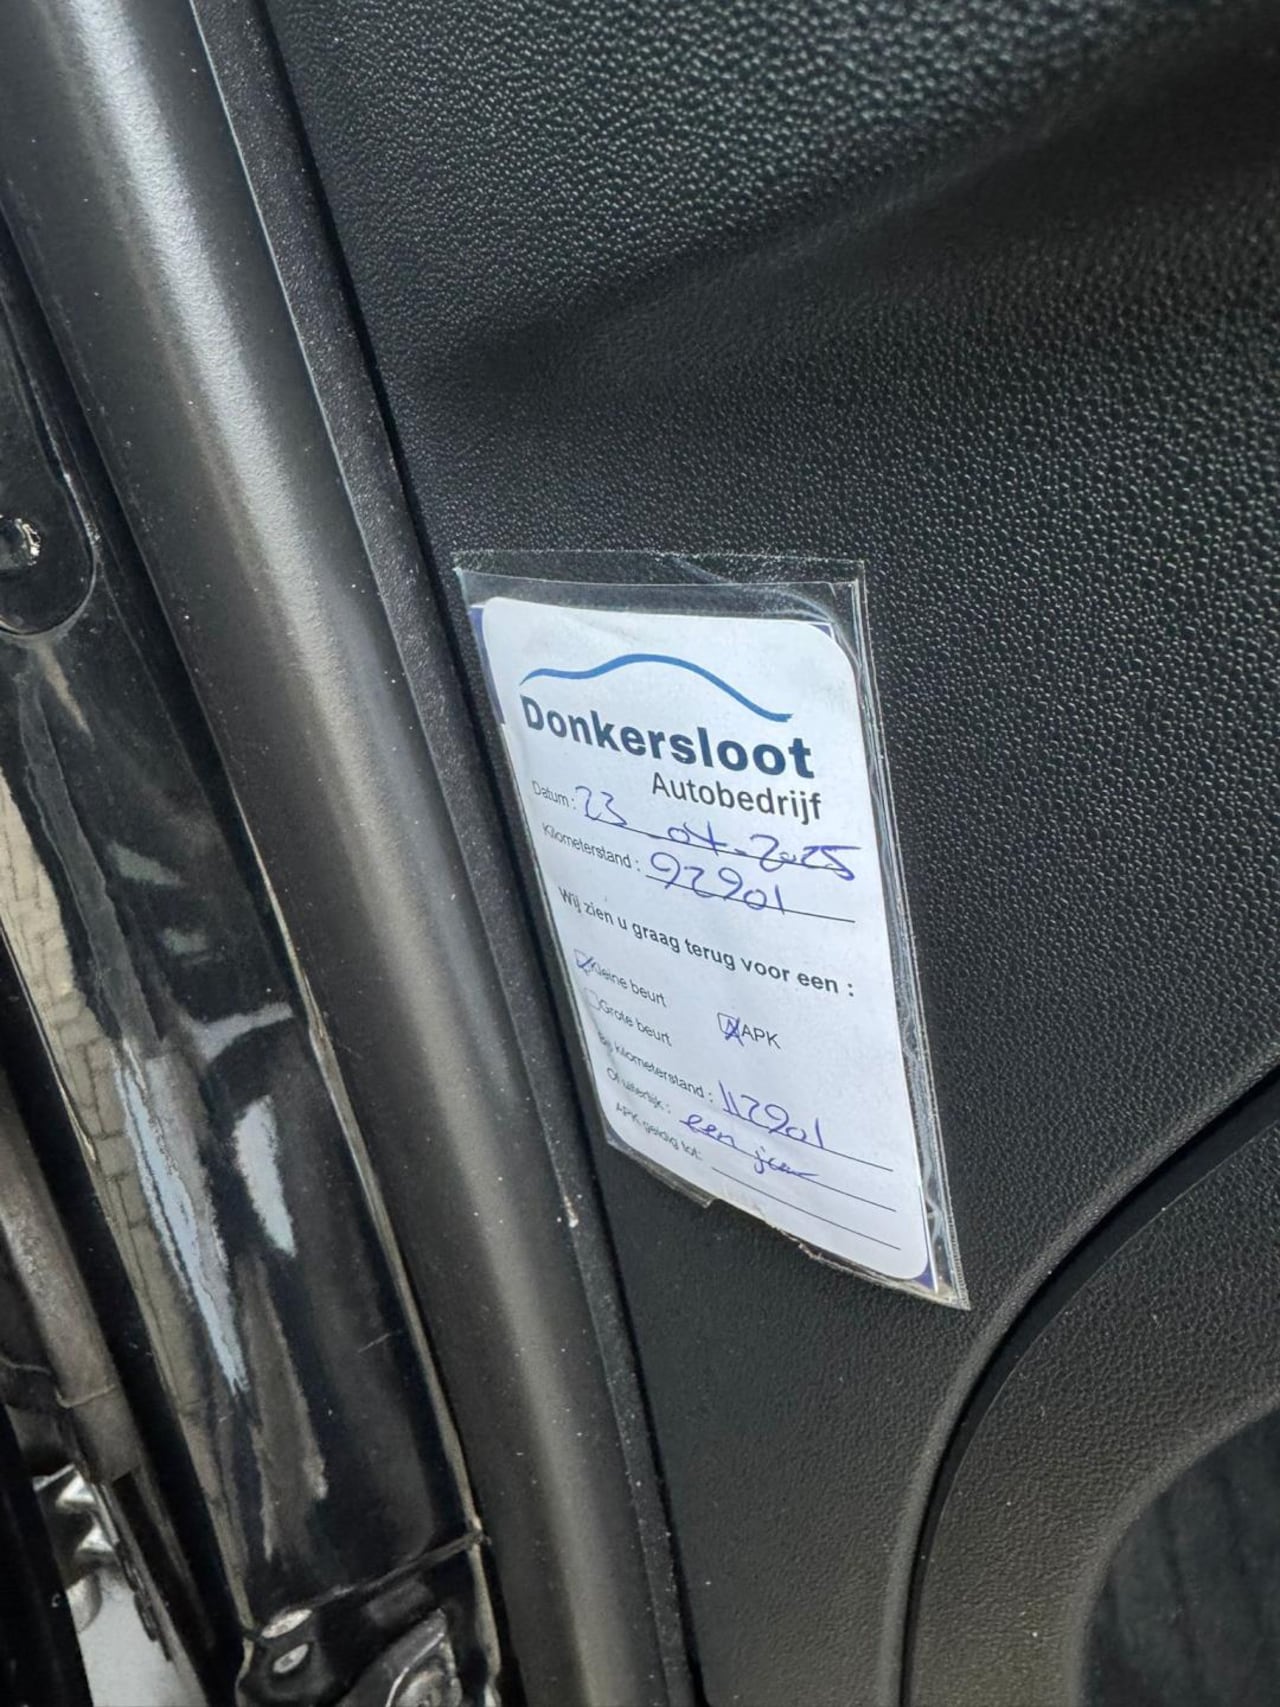 Donkersloot
Autobedrijf
Datum: 23-04-2025
Kilometerstand: 92901
Wij zien u graag terug voor een :
Kleine beurt
Grote beurt APK
Bij kilometerstand: 112901
Of uiterlijk: een jaar
APK geldig tot: